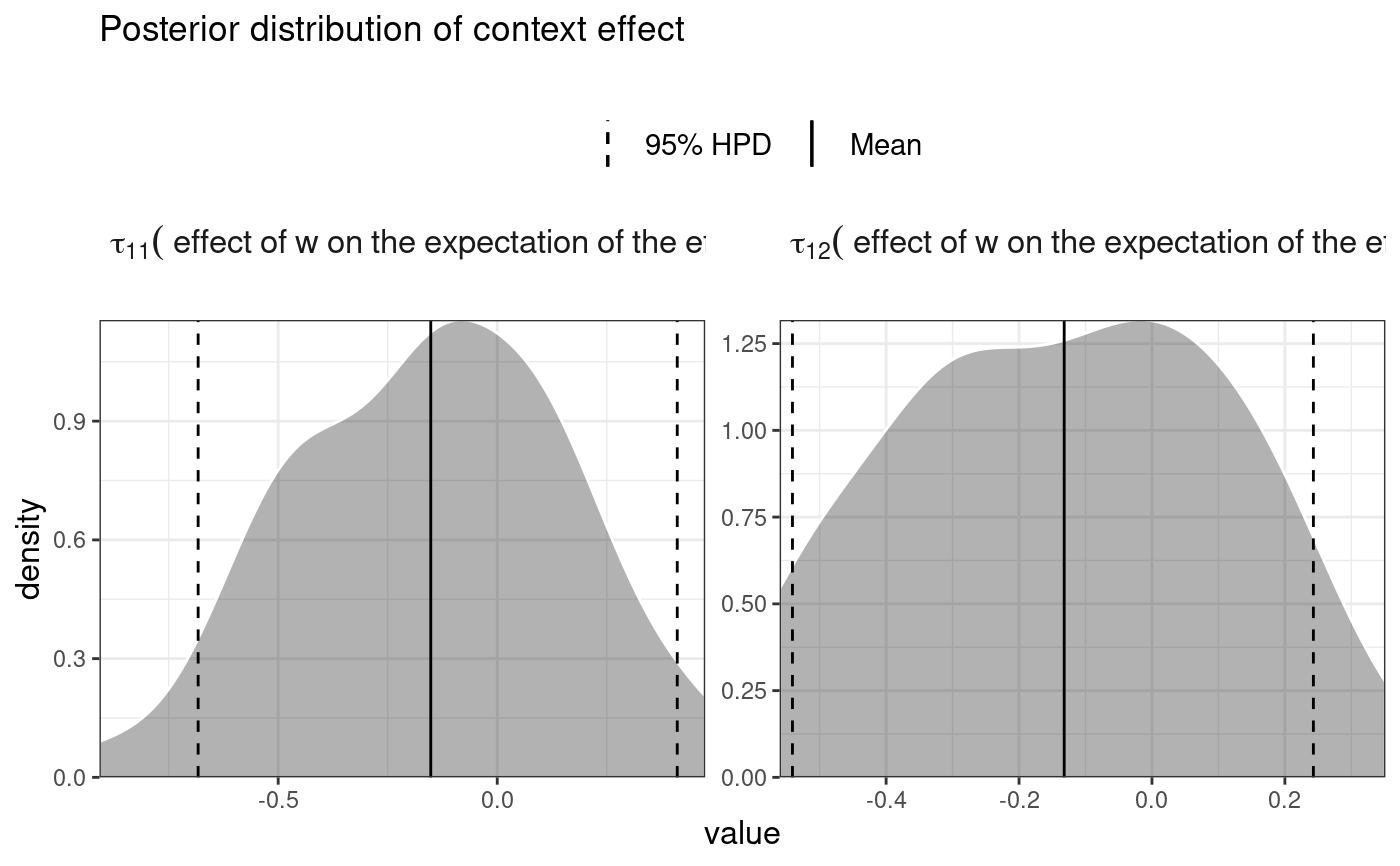 Posterior distribution of context effect
95% HPD Mean
τ₁₁( effect of w on the expectation of the
τ₁₂( effect of w on the expectation of the
density
0.9
0.6
0.3
0.0
-0.5 0.0
1.25
1.00
0.75
0.50
0.25
0.00
-0.4 -0.2 0.0 0.2
value